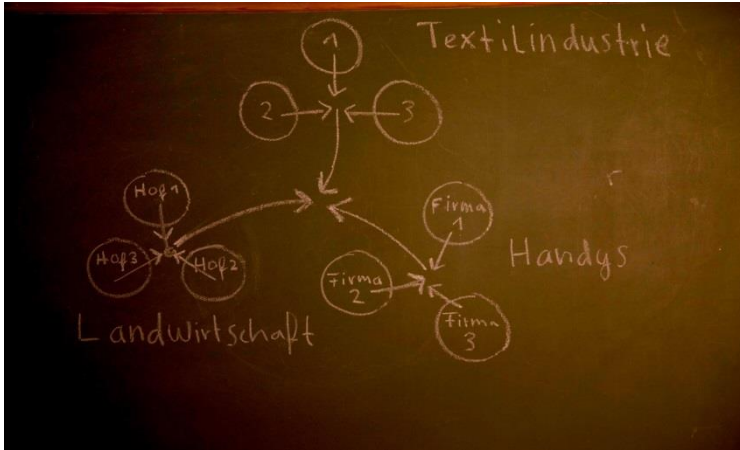 1
Textilindustrie
2
3
Hof 1
Hof 3
Hof 2
Landwirtschaft
Firma
1
Handys
Firma
2
Firma
3